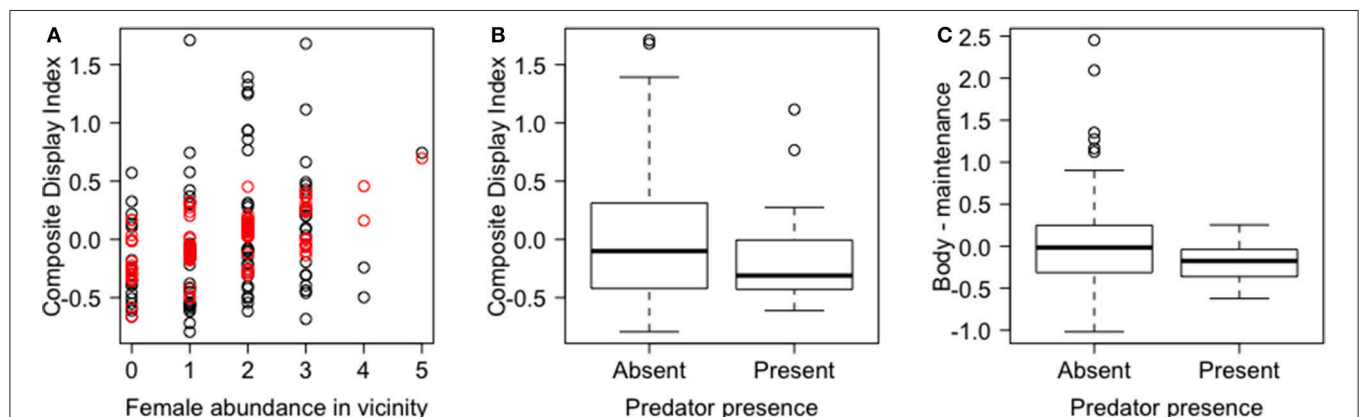 A
Composite Display Index
1.5
1.0
0.5
0.0
-0.5
0 1 2 3 4 5
Female abundance in vicinity
B
Composite Display Index
1.5
1.0
0.5
0.0
-0.5
Absent Present
Predator presence
C
Body - maintenance
2.5
2.0
1.5
1.0
0.5
0.0
-0.5
-1.0
Absent Present
Predator presence